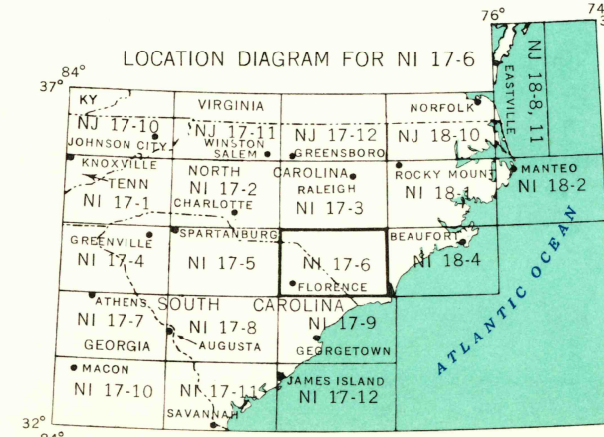 76°
74
LOCATION DIAGRAM FOR NI 17-6
37° 84°
KY
VIRGINIA
NORFOLK
EASTVILLE
NJ 18-8, 11
NJ 17-10
NJ 17-11
NJ 17-12
NJ 18-10
JOHNSON CITY
WINSTON
SALEM
GREENSBORO
KNOXVILLE
NORTH
CAROLINA
ROCKY MOUNT
MANTEO
TENN
NI 17-2
RALEIGH
NI 18-1
NI 18-2
NI 17-1
CHARLOTTE
NI 17-3
GREENVILLE
SPARTANBURG
BEAUFORT
NI 17-4
NI 17-5
NI 17-6
NI 18-4
FLORENCE
ATLANTIC OCEAN
ATHENS
SOUTH CAROLINA
NI 17-7
NI 17-8
NI 17-9
GEORGIA
AUGUSTA
GEORGETOWN
MACON
NI 17-10
NI 17-11
JAMES ISLAND
NI 17-12
SAVANNAH
32°